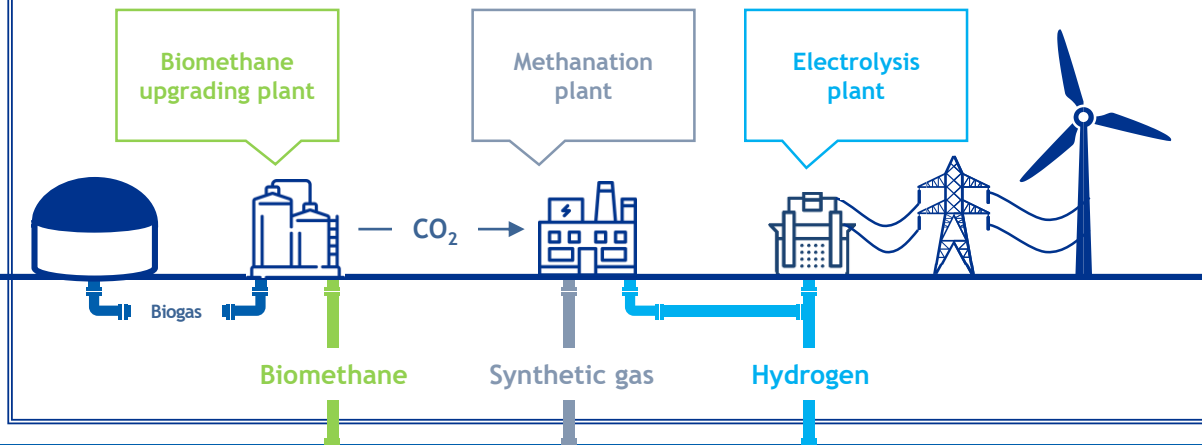 Biomethane
upgrading plant
Methanation
plant
Electrolysis
plant
CO₂
Biogas
Biomethane
Synthetic gas
Hydrogen